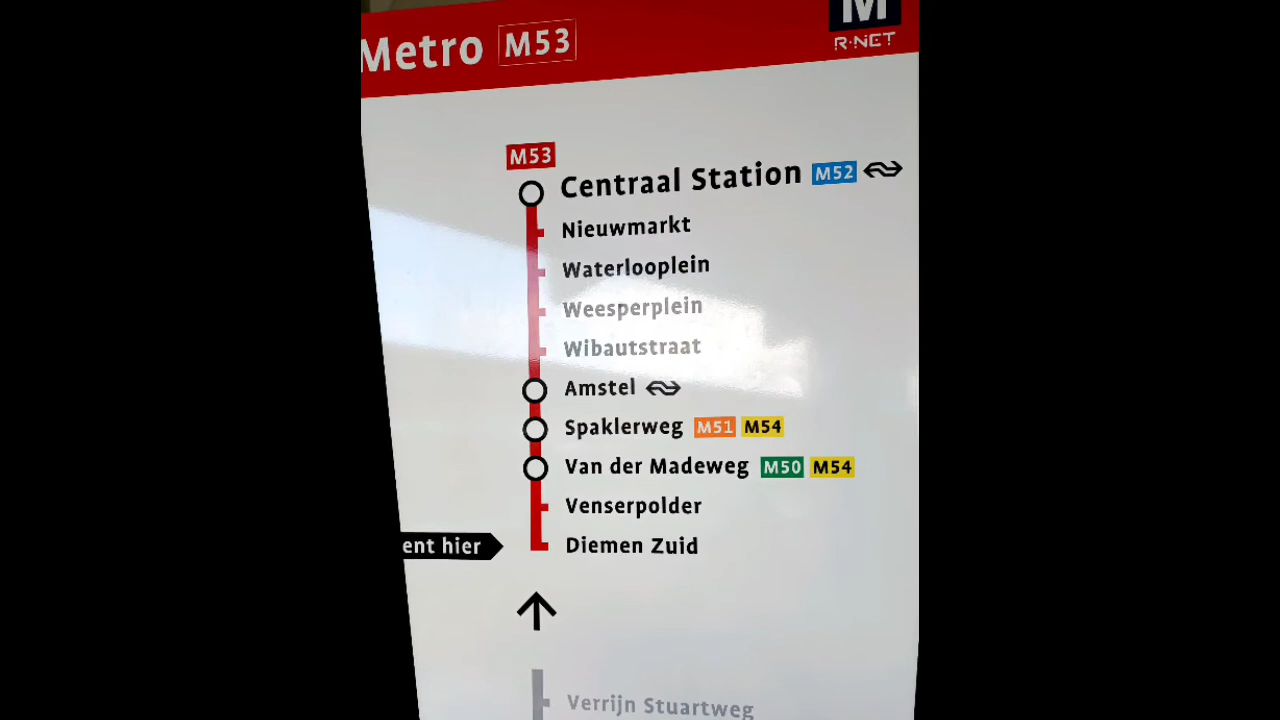 Metro M53
M
R·NET
M53
Centraal Station M52
Nieuwmarkt
Waterlooplein
Weesperplein
Wibautstraat
Amstel
Spaklerweg M51 M54
Van der Madeweg M50 M54
Venserpolder
ent hier Diemen Zuid
Verrijn Stuartweg